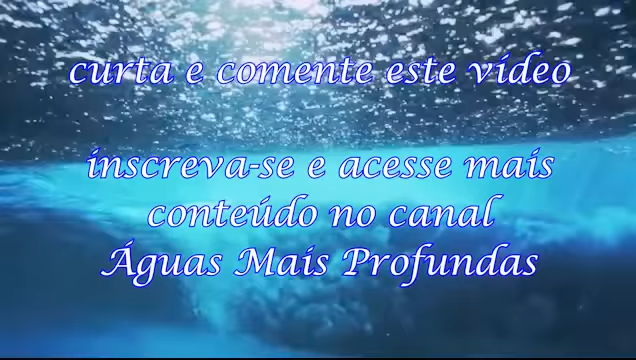 curta e comente este vídeo
inscreva-se e acesse mais
conteúdo no canal
Águas Mais Profundas